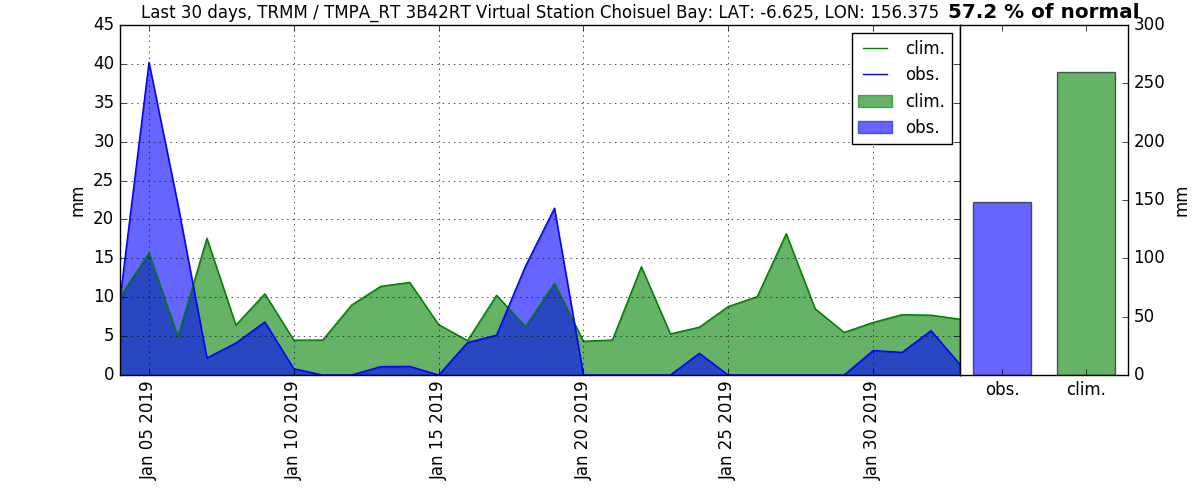 Last 30 days, TRMM / TMPA_RT 3B42RT Virtual Station Choisuel Bay: LAT: -6.625, LON: 156.375 57.2 % of normal
45
40
35
30
25
20
15
10
5
0
mm
clim.
obs.
clim.
obs.
Jan 05 2019
Jan 10 2019
Jan 15 2019
Jan 20 2019
Jan 25 2019
Jan 30 2019
300
250
200
150
100
50
0
mm
obs. clim.